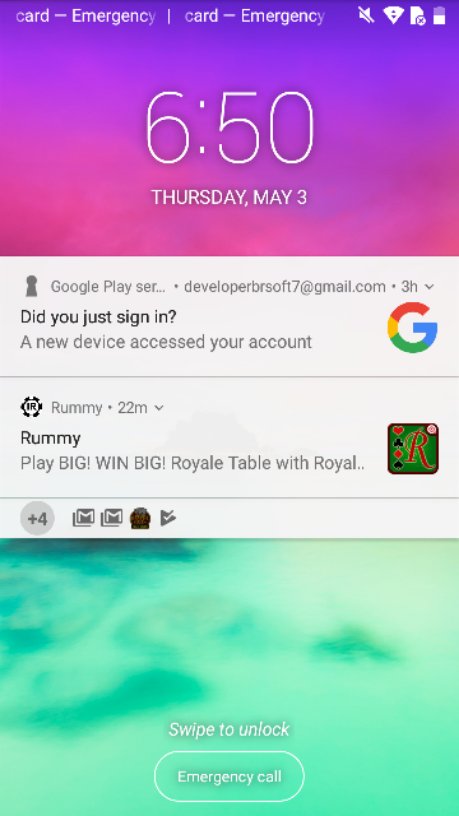 card — Emergency | card — Emergency
6:50
THURSDAY, MAY 3
Google Play ser... • developerbrsoft7@gmail.com • 3h
Did you just sign in?
A new device accessed your account
IR Rummy • 22m
Rummy
Play BIG! WIN BIG! Royale Table with Royal..
R
+4
Swipe to unlock
Emergency call